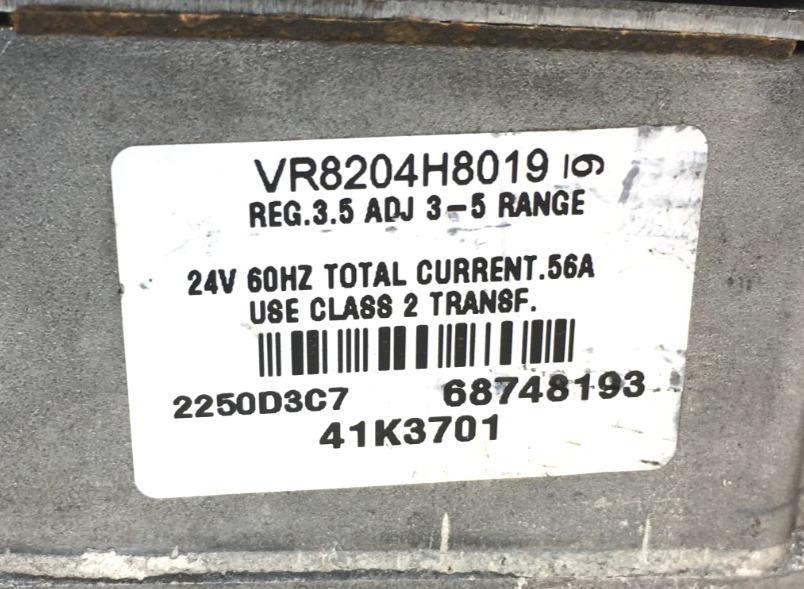 VR8204H8019 16
REG.3.5 ADJ 3-5 RANGE
24V 60HZ TOTAL CURRENT.56A
USE CLASS 2 TRANSF.
2250D3C7 68748193
41K3701